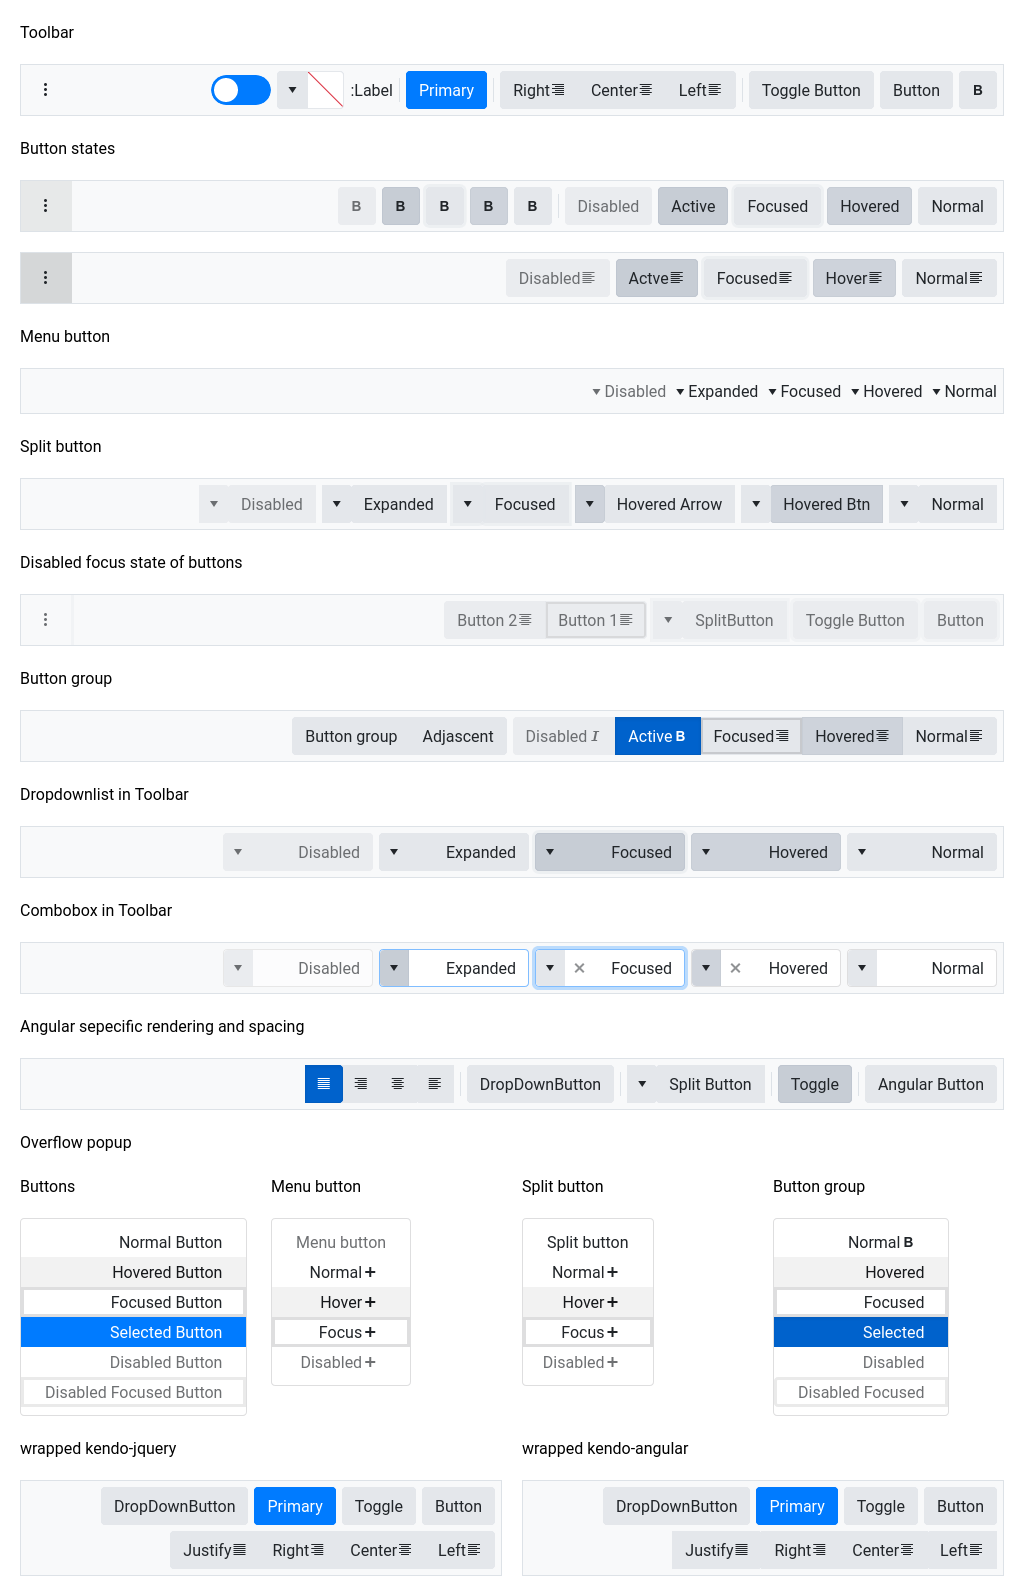 Toolbar
:Label Primary Right Center Left Toggle Button Button B
Button states
B B B B B Disabled Active Focused Hovered Normal
Disabled Actve Focused Hover Normal
Menu button
Disabled Expanded Focused Hovered Normal
Split button
Disabled Expanded Focused Hovered Arrow Hovered Btn Normal
Disabled focus state of buttons
Button 2 Button 1 SplitButton Toggle Button Button
Button group
Button group Adjascent Disabled I Active B Focused Hovered Normal
Dropdownlist in Toolbar
Disabled Expanded Focused Hovered Normal
Combobox in Toolbar
Disabled Expanded Focused Hovered Normal
Angular sepecific rendering and spacing
DropDownButton Split Button Toggle Angular Button
Overflow popup
Buttons Menu button Split button Button group
Normal Button Menu button Split button Normal B
Hovered Button Normal Normal Hovered
Focused Button Hover Hover Focused
Selected Button Focus Focus Selected
Disabled Button Disabled Disabled Disabled
Disabled Focused Button Disabled Focused
wrapped kendo-jquery wrapped kendo-angular
DropDownButton Primary Toggle Button DropDownButton Primary Toggle Button
Justify Right Center Left Justify Right Center Left